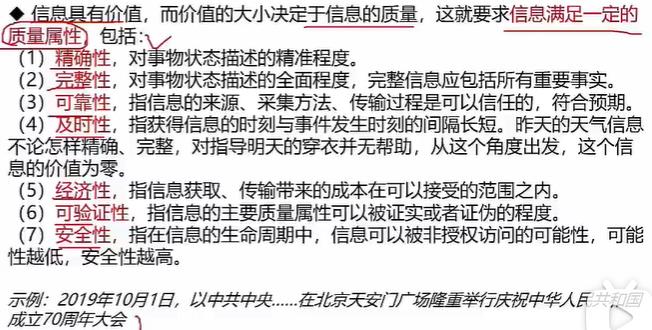 ◆ 信息具有价值，而价值的大小决定于信息的质量，这就要求信息满足一定的
质量属性 包括：
（1）精确性，对事物状态描述的精准程度。
（2）完整性，对事物状态描述的全面程度，完整信息应包括所有重要事实。
（3）可靠性，指信息的来源、采集方法、传输过程是可以信任的，符合预期。
（4）及时性，指获得信息的时刻与事件发生时刻的间隔长短。昨天的天气信息
不论怎样精确、完整，对指导明天的穿衣并无帮助，从这个角度出发，这个信
息的价值为零。
（5）经济性，指信息获取、传输带来的成本在可以接受的范围之内。
（6）可验证性，指信息的主要质量属性可以被证实或者证伪的程度。
（7）安全性，指在信息的生命周期中，信息可以被非授权访问的可能性，可能
性越低，安全性越高。
示例：2019年10月1日，以中共中央......在北京天安门广场隆重举行庆祝中华人民共和国
成立70周年大会